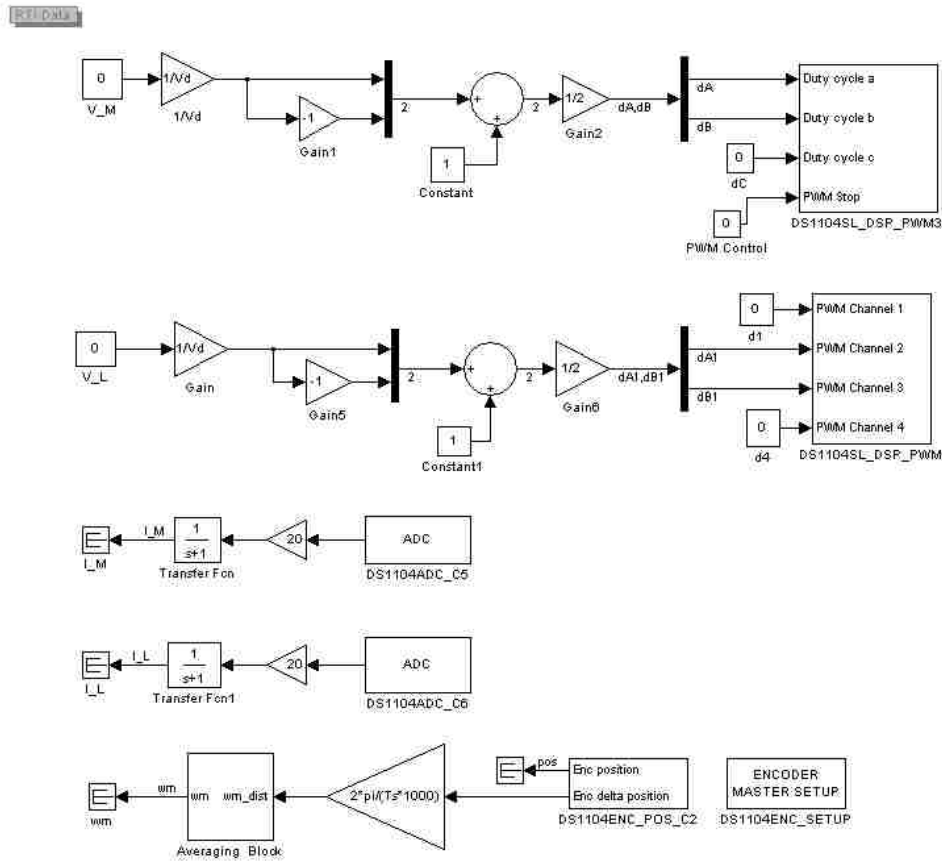 RTI Data
0
V_M
1/Vd
1/Vd
-1
Gain1
2
+
+
1
Constant
2
1/2
Gain2
dA,dB
dA
dB
0
dC
0
PWM Control
Duty cycle a
Duty cycle b
Duty cycle c
PWM Stop
DS1104SL_DSP_PWM3
0
V_L
1/Vd
Gain
-1
Gain5
2
+
+
1
Constant1
2
1/2
Gain6
dA1,dB1
dA1
dB1
0
d1
0
d4
PWM Channel 1
PWM Channel 2
PWM Channel 3
PWM Channel 4
DS1104SL_DSP_PWM
I_M
I_M
1
s+1
Transfer Fcn
20
ADC
DS1104ADC_C5
I_L
I_L
1
s+1
Transfer Fcn1
20
ADC
DS1104ADC_C6
wm
wm
wm wm_dist
Averaging Block
2*pi/(Ts*1000)
pos
Enc position
Enc delta position
DS1104ENC_POS_C2
ENCODER
MASTER SETUP
DS1104ENC_SETUP